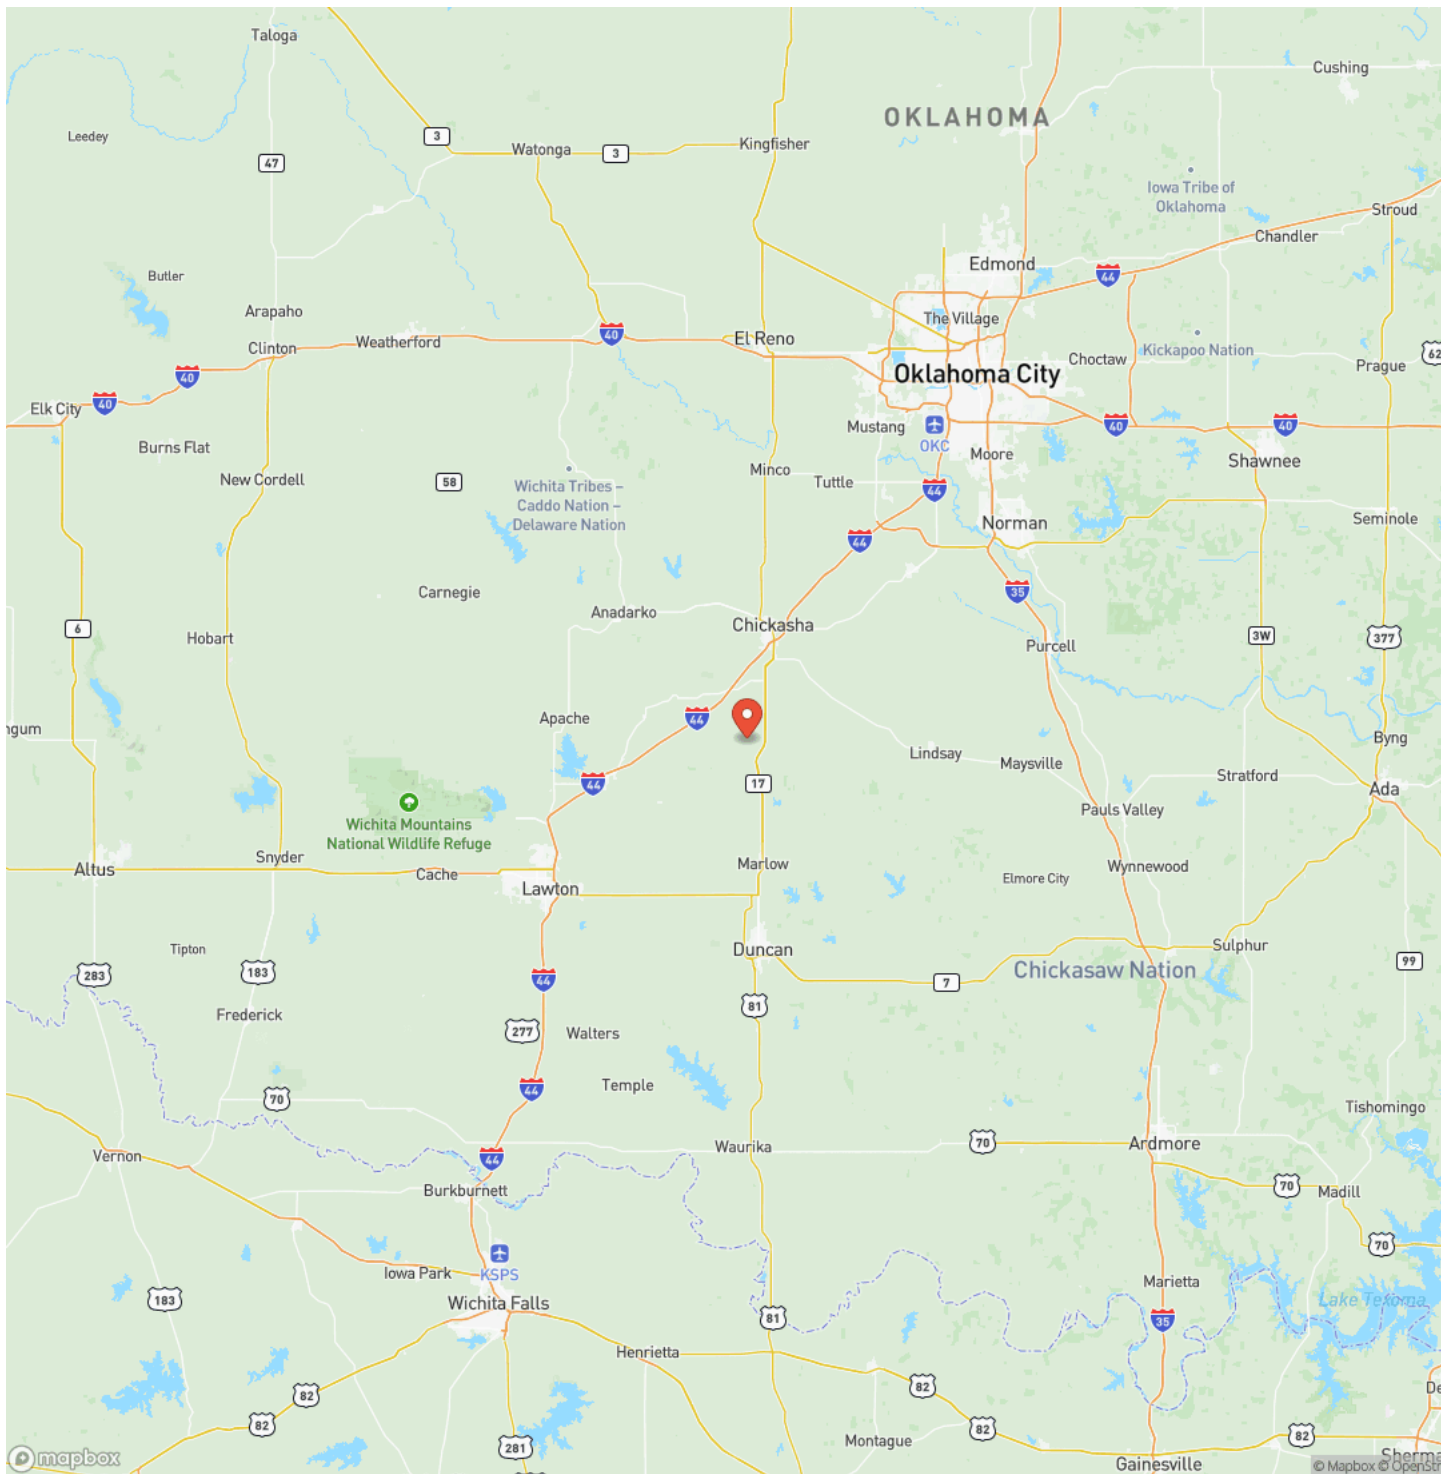 Taloga
Cushing
OKLAHOMA
3
Leedey
Kingfisher
Watonga
3
47
Iowa Tribe of
Oklahoma
Stroud
Chandler
Edmond
44
Butler
Arapaho
The Village
40
El Reno
Weatherford
Clinton
Kickapoo Nation
62
Choctaw
Prague
40
Oklahoma City
40
Elk City
Mustang
40
40
OKC
Burns Flat
Moore
Shawnee
Minco
New Cordell
58
Tuttle
Wichita Tribes –
Caddo Nation –
Delaware Nation
44
Seminole
Norman
44
Carnegie
35
Anadarko
Chickasha
6
Hobart
3W
377
Purcell
44
Apache
ngum
Byng
Lindsay
Maysville
Stratford
44
17
Ada
Pauls Valley
Wichita Mountains
National Wildlife Refuge
Snyder
Marlow
Wynnewood
Altus
Cache
Elmore City
Lawton
Tipton
Duncan
Sulphur
283
183
Chickasaw Nation
99
44
7
81
Frederick
277
Walters
Temple
44
70
Tishomingo
Vernon
Waurika
70
Ardmore
44
Burkburnett
70
Madill
70
Iowa Park
KSPS
Marietta
183
Wichita Falls
Lake Texoma
81
35
Henrietta
82
82
De
82
82
82
281
Montague
mapbox
Gainesville
Sherma
© Mapbox © OpenStr